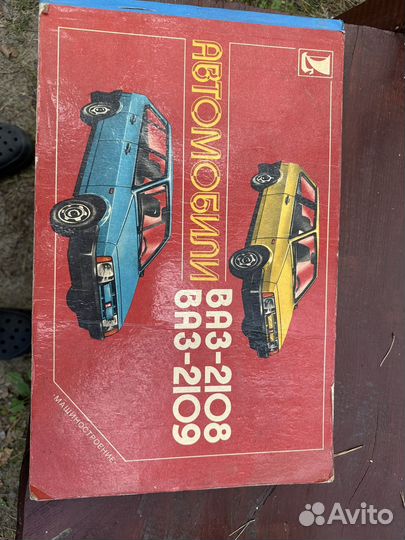 АВТОМОБИЛИ
ВАЗ-2108
ВАЗ-2109
·МАШИНОСТРОЕНИЕ·
Avito